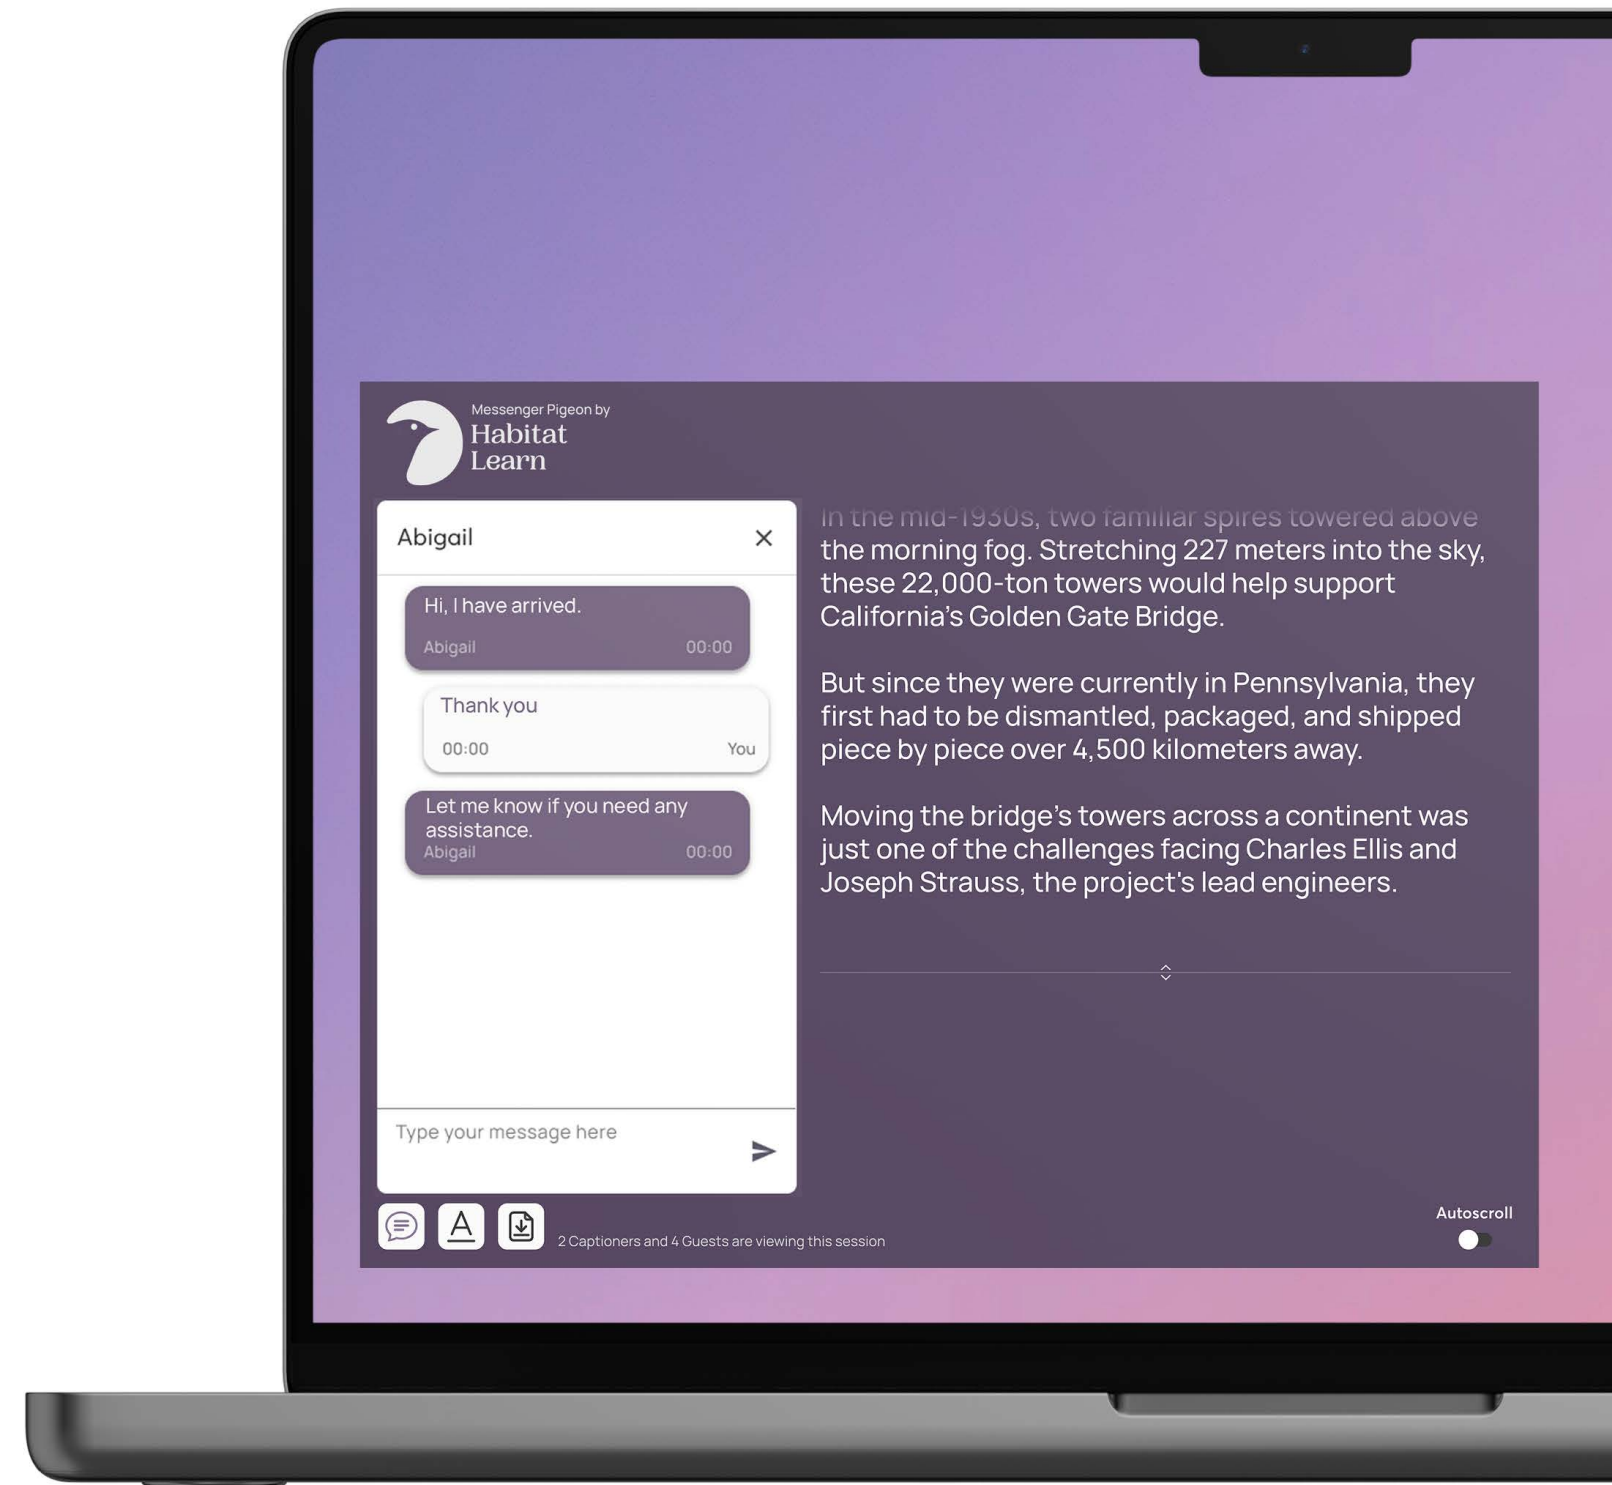 Messenger Pigeon by
Habitat
Learn
Abigail
Hi, I have arrived.
Abigail 00:00
Thank you
00:00 You
Let me know if you need any
assistance.
Abigail 00:00
Type your message here
In the mid-1930s, two familiar spires towered above
the morning fog. Stretching 227 meters into the sky,
these 22,000-ton towers would help support
California's Golden Gate Bridge.
But since they were currently in Pennsylvania, they
first had to be dismantled, packaged, and shipped
piece by piece over 4,500 kilometers away.
Moving the bridge's towers across a continent was
just one of the challenges facing Charles Ellis and
Joseph Strauss, the project's lead engineers.
A
2 Captioners and 4 Guests are viewing this session
Autoscroll